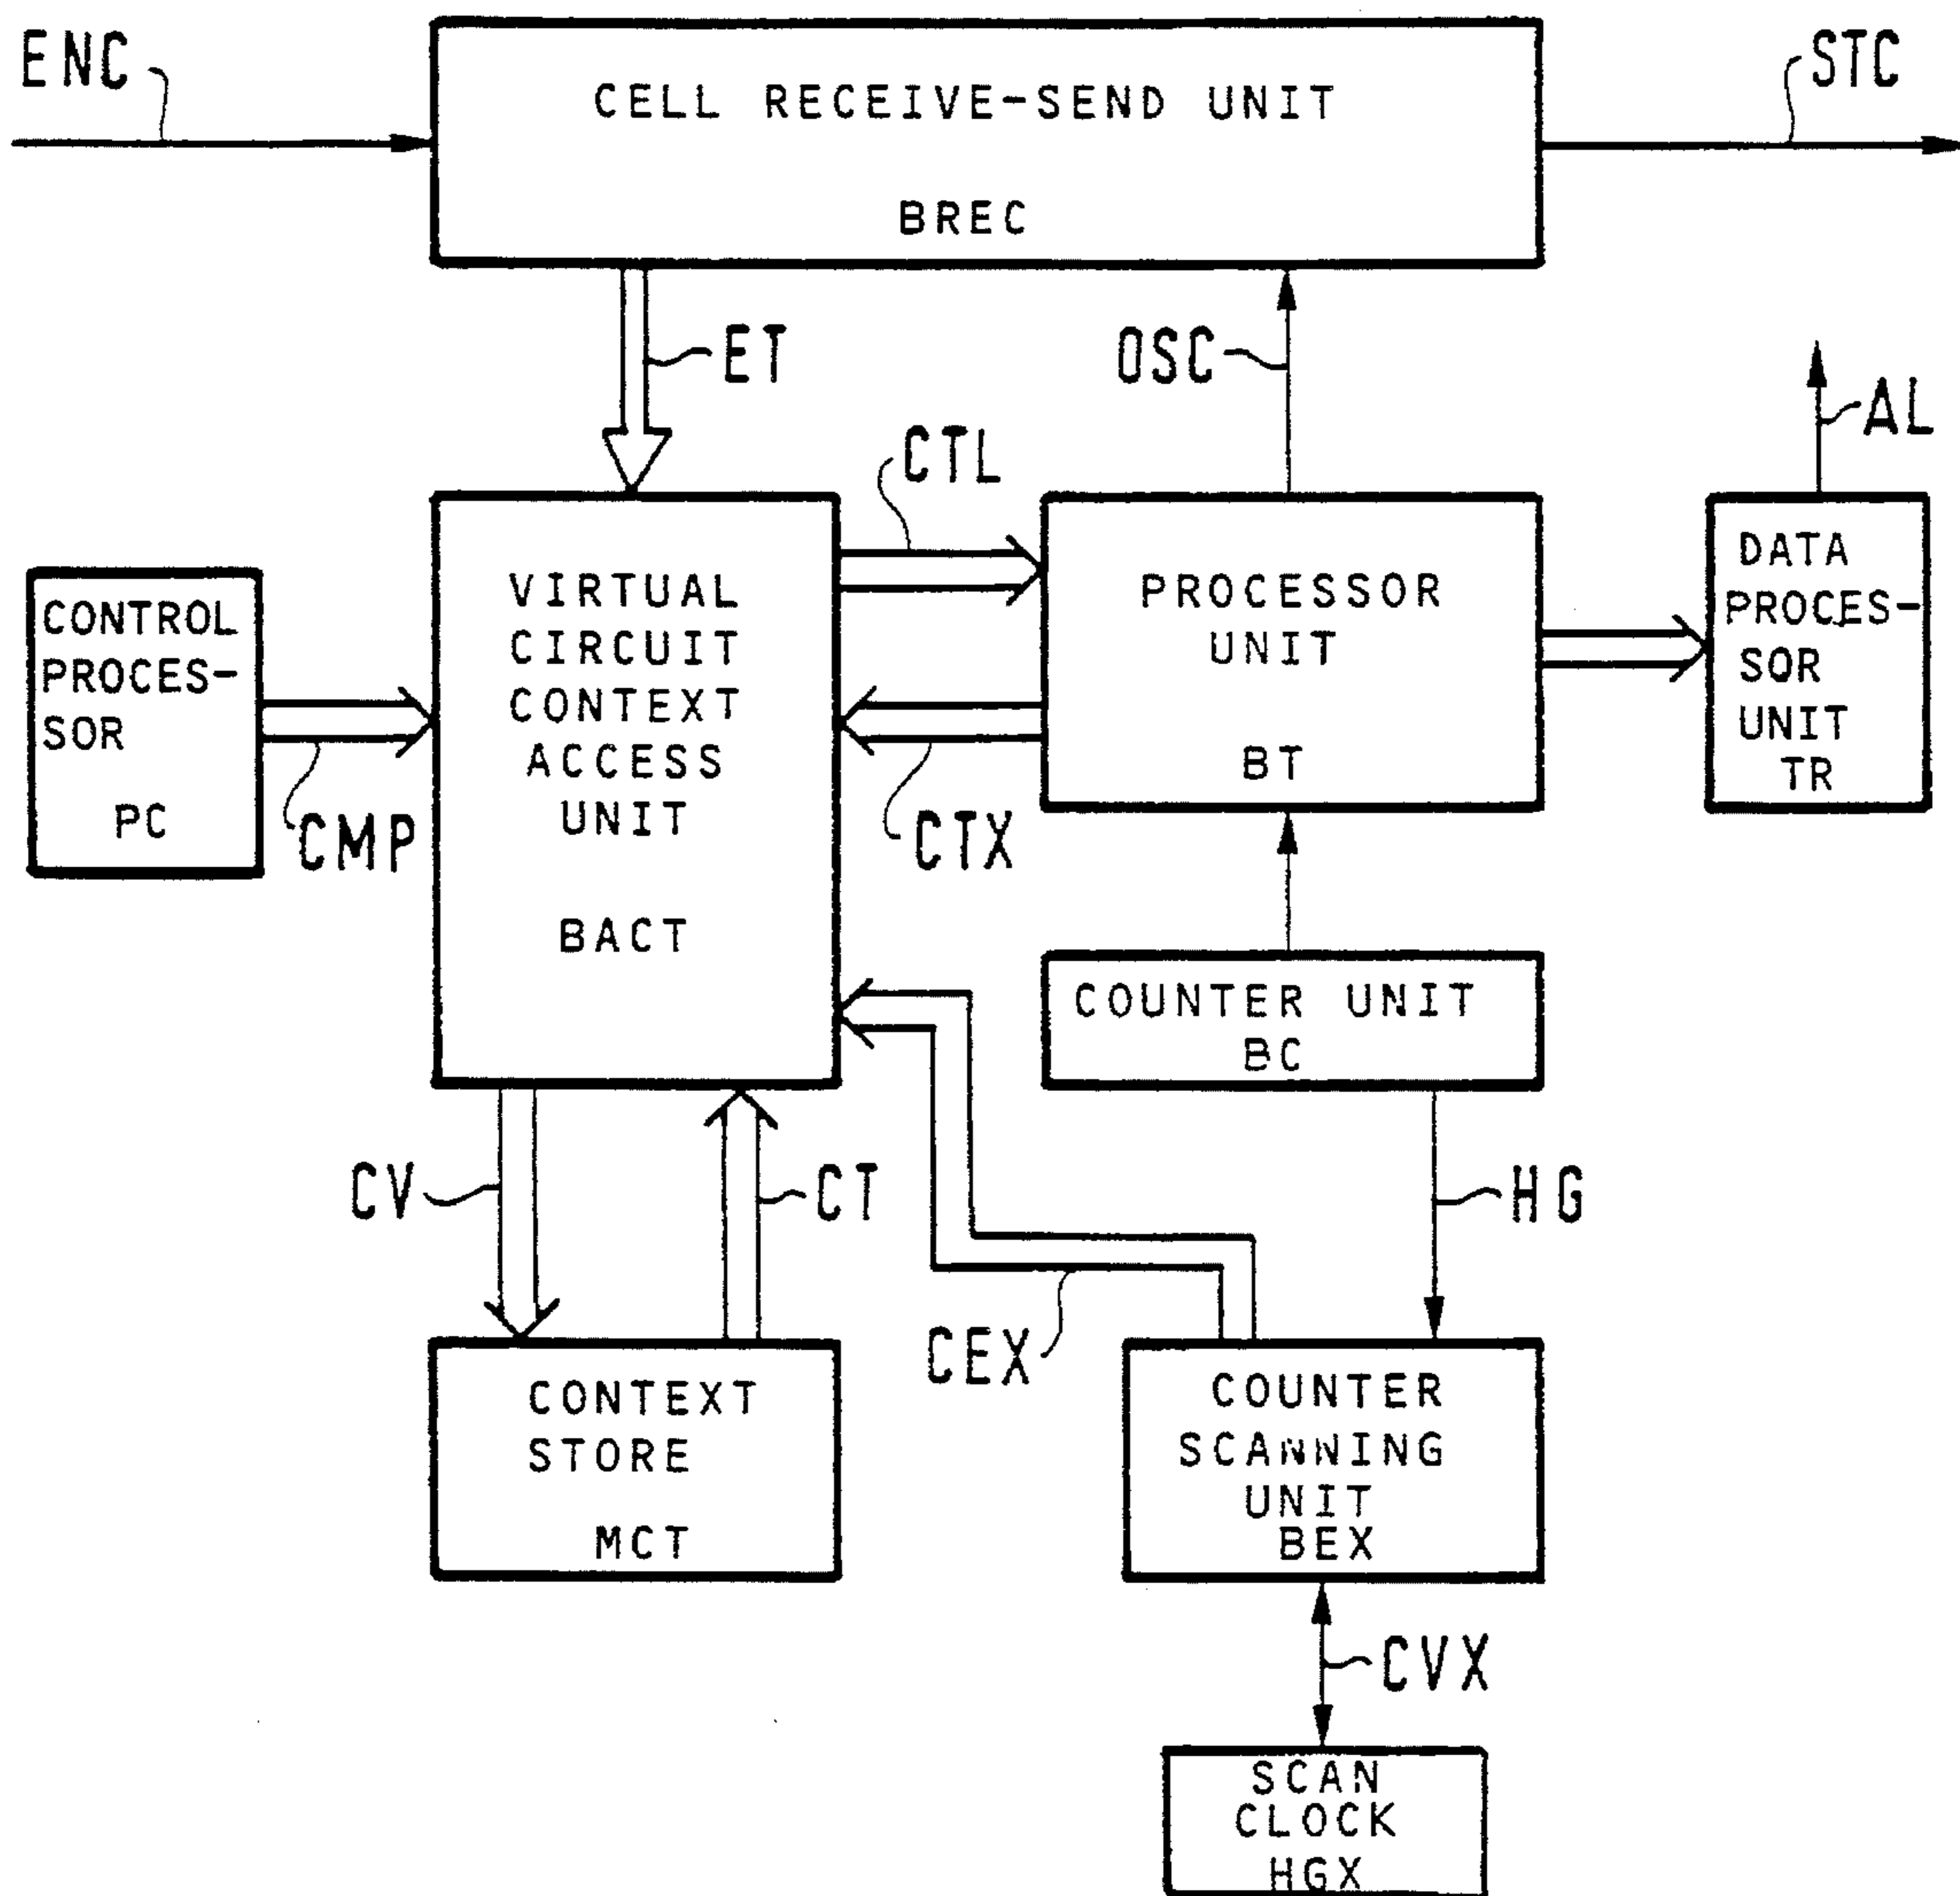 ENC
STC
CELL RECEIVE-SEND UNIT
BREC
ET
OSC
AL
CTL
CONTROL
PROCES-
SOR
PC
CMP
VIRTUAL
CIRCUIT
CONTEXT
ACCESS
UNIT
BACT
PROCESSOR
UNIT
BT
CTX
DATA
PROCES-
SOR
UNIT
TR
COUNTER UNIT
BC
CV
CT
HG
CEX
CONTEXT
STORE
MCT
COUNTER
SCANNING
UNIT
BEX
CVX
SCAN
CLOCK
HGX